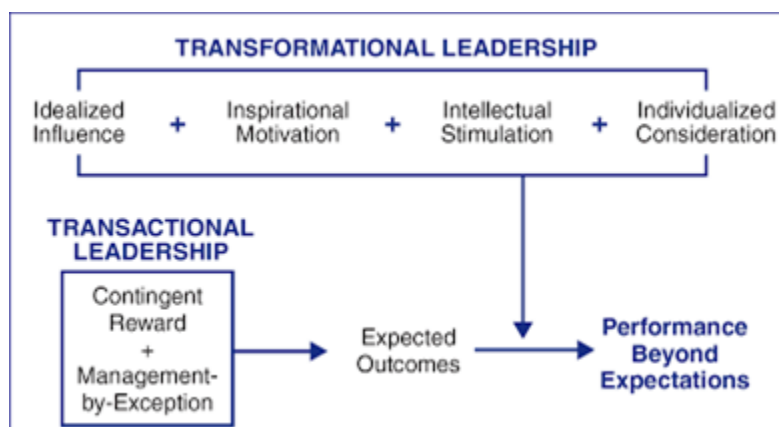 TRANSFORMATIONAL LEADERSHIP
Idealized
Influence
+
Inspirational
Motivation
+
Intellectual
Stimulation
+
Individualized
Consideration
TRANSACTIONAL
LEADERSHIP
Contingent
Reward
+
Management-
by-Exception
Expected
Outcomes
Performance
Beyond
Expectations